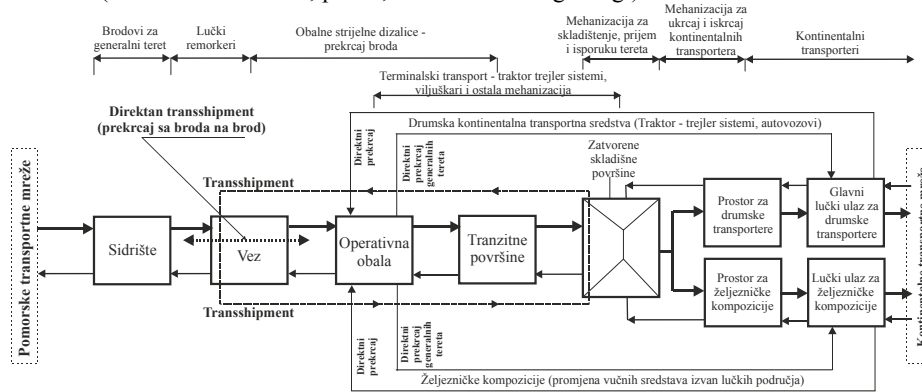 Brodovi za
generalni teret
Lučki
remorkeri
Obalne strijelne dizalice -
prekrcaj broda
Mehanizacija za
skladištenje, prijem
i isporuku tereta
Mehanizacija za
ukrcaj i iskrcaj
kontinentalnih
transportera
Kontinentalni
transporteri
Terminalski transport - traktor trejler sistemi,
viljuškari i ostala mehanizacija
Direktan transshipment
(prekrcaj sa broda na brod)
Drumska kontinentalna transportna sredstva (Traktor - trejler sistemi, autovozovi)
Direktni
prekrcaj
Direktni
prekrcaj
generalnih
tereta
Zatvorene
skladišne
površine
Transshipment
Pomorske transportne mreže
Sidrište
Vez
Operativna
obala
Tranzitne
površine
Prostor za
drumske
transportere
Glavni
lučki ulaz za
drumske
transportere
Prostor za
željezničke
kompozicije
Lučki ulaz za
željezničke
kompozicije
Transshipment
Direktni
prekrcaj
Direktni
prekrcaj
generalnih
tereta
Željezničke kompozicije (promjena vučnih sredstava izvan lučkih područja)